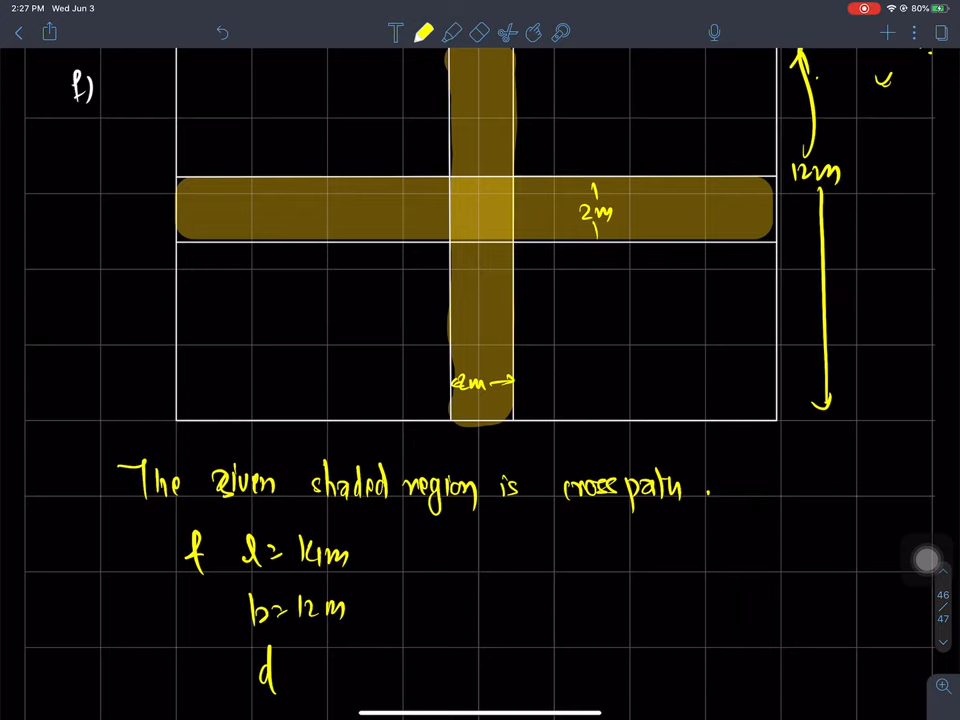 2:27 PM Wed Jun 3
80%
f)
12m
2m
2m
The given shaded region is cross path.
f l = 14m
b = 12 m
d
46
/
47